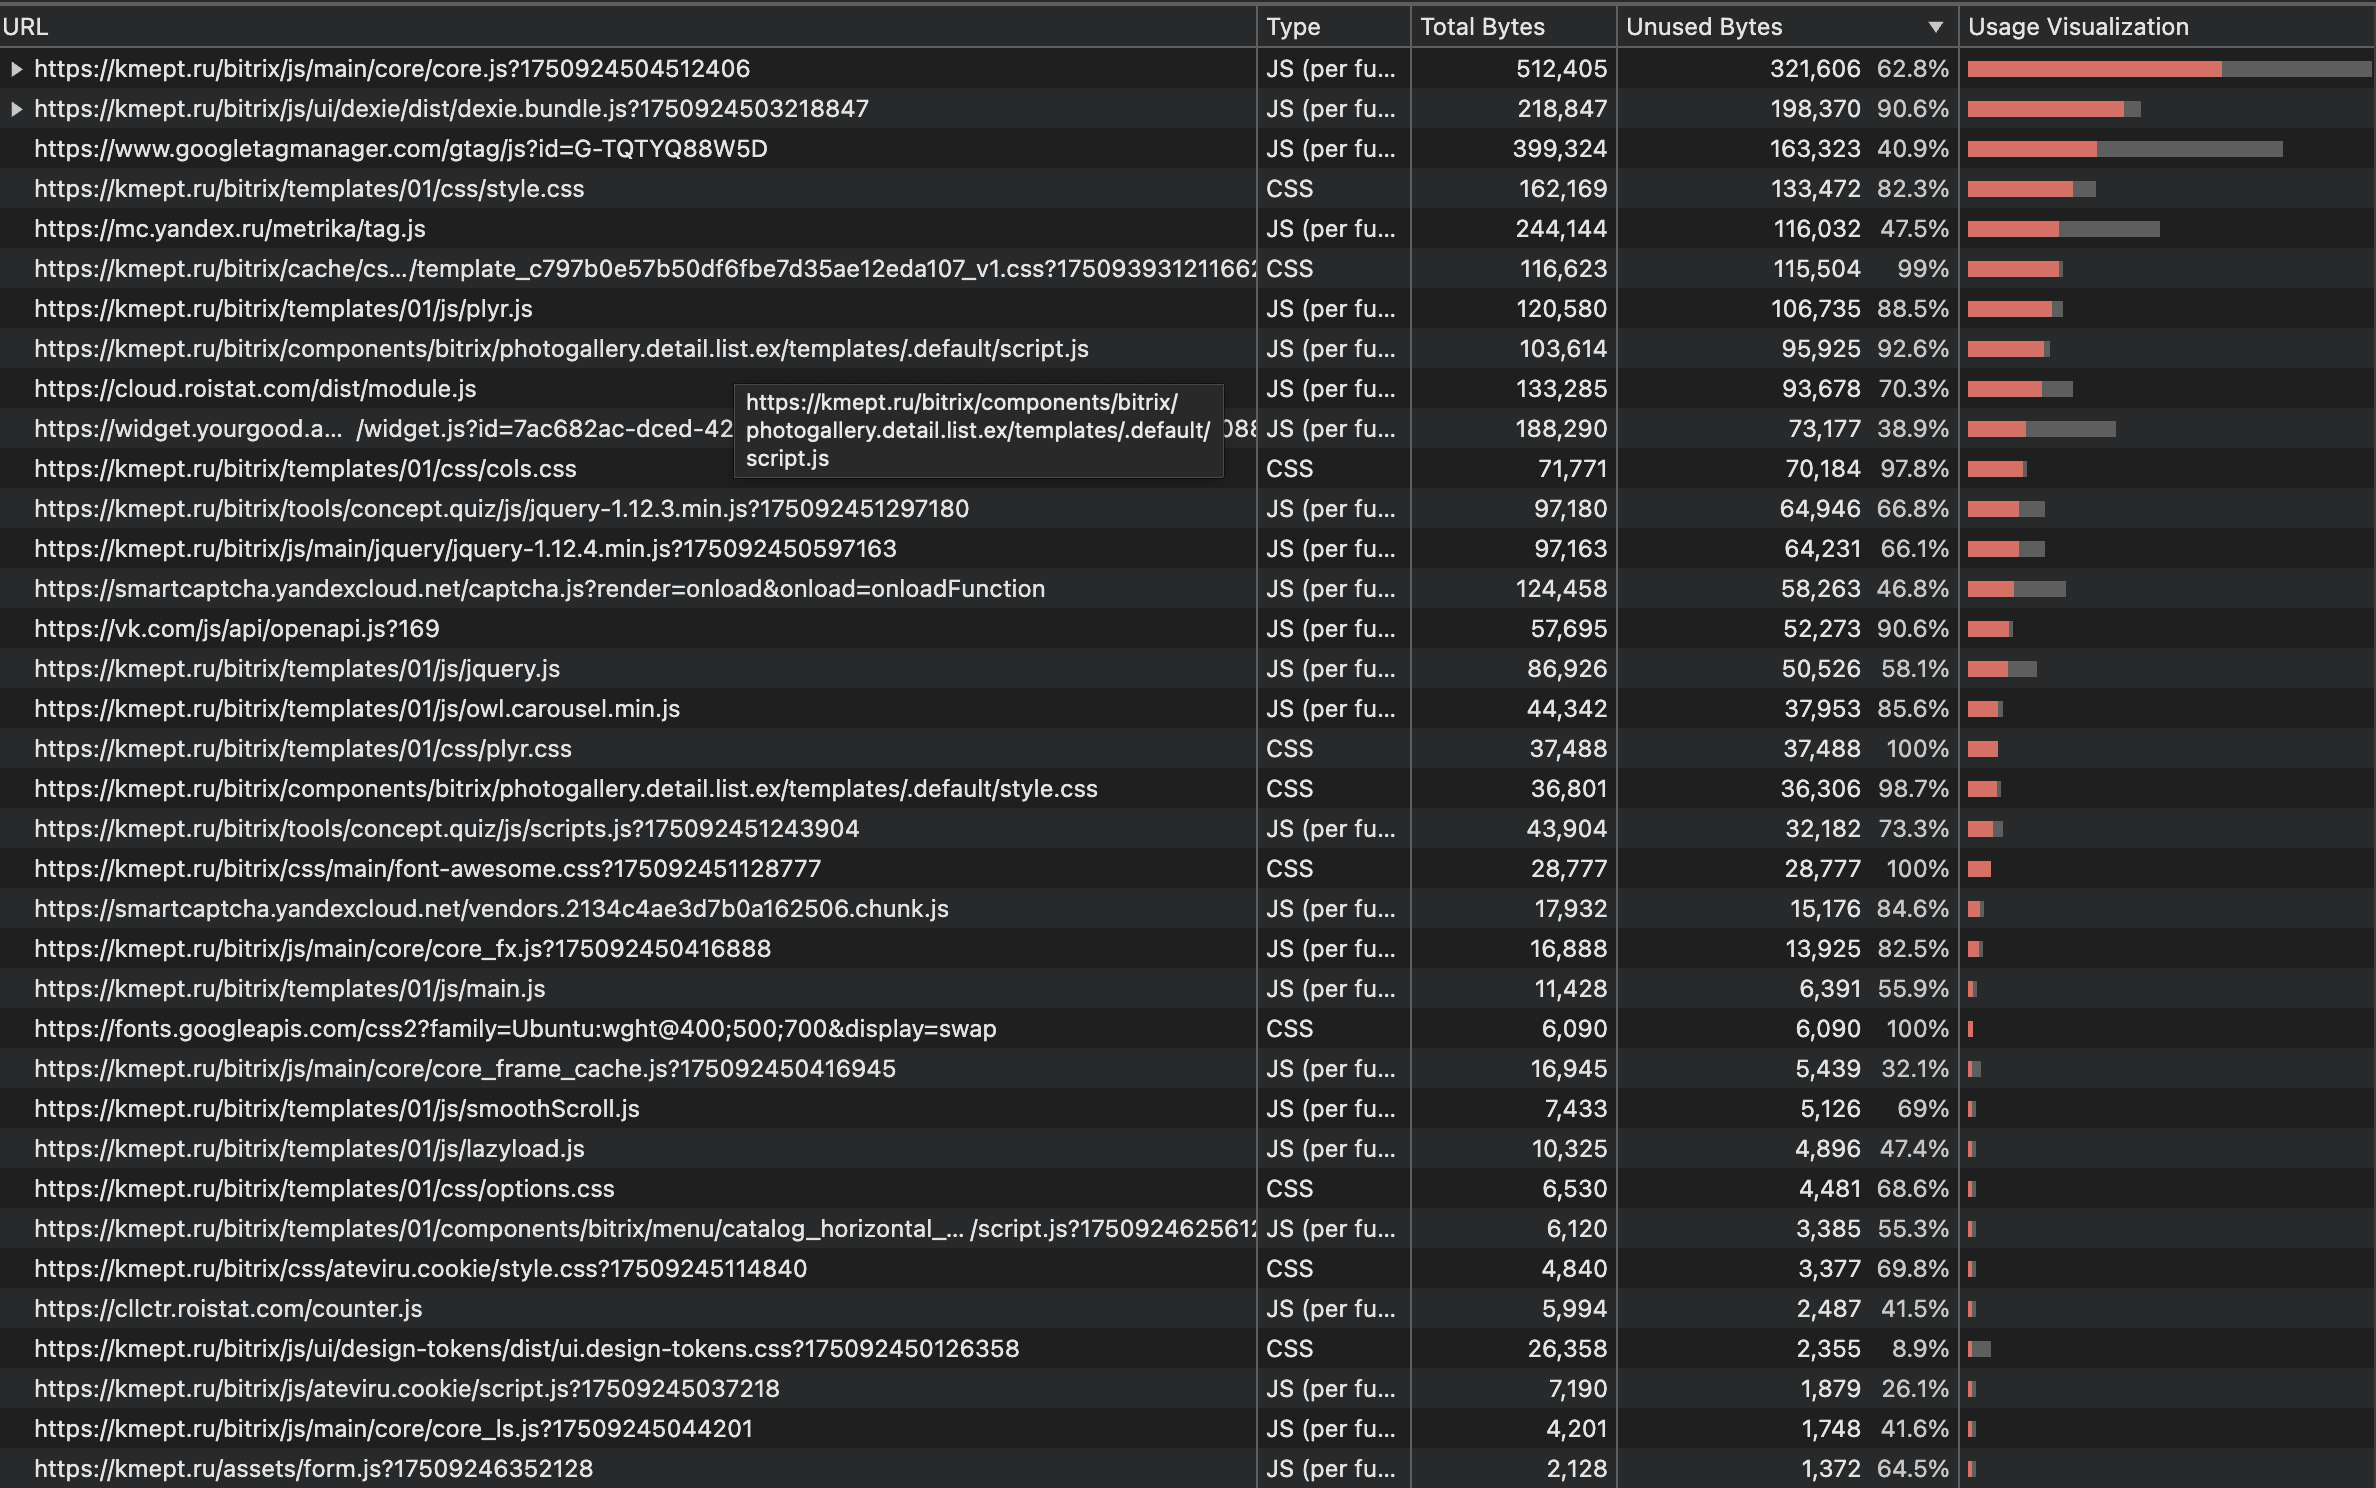 URL Type Total Bytes Unused Bytes ▼ Usage Visualization
▶ https://kmept.ru/bitrix/js/main/core/core.js?1750924504512406 JS (per fu... 512,405 321,606 62.8%
▶ https://kmept.ru/bitrix/js/ui/dexie/dist/dexie.bundle.js?1750924503218847 JS (per fu... 218,847 198,370 90.6%
https://www.googletagmanager.com/gtag/js?id=G-TQTYQ88W5D JS (per fu... 399,324 163,323 40.9%
https://kmept.ru/bitrix/templates/01/css/style.css CSS 162,169 133,472 82.3%
https://mc.yandex.ru/metrika/tag.js JS (per fu... 244,144 116,032 47.5%
https://kmept.ru/bitrix/cache/cs.../template_c797b0e57b50df6fbe7d35ae12eda107_v1.css?175093931211662 CSS 116,623 115,504 99%
https://kmept.ru/bitrix/templates/01/js/plyr.js JS (per fu... 120,580 106,735 88.5%
https://kmept.ru/bitrix/components/bitrix/photogallery.detail.list.ex/templates/.default/script.js JS (per fu... 103,614 95,925 92.6%
https://cloud.roistat.com/dist/module.js JS (per fu... 133,285 93,678 70.3%
https://kmept.ru/bitrix/components/bitrix/
photogallery.detail.list.ex/templates/.default/
script.js
https://widget.yourgood.a... /widget.js?id=7ac682ac-dced-42 088 JS (per fu... 188,290 73,177 38.9%
https://kmept.ru/bitrix/templates/01/css/cols.css CSS 71,771 70,184 97.8%
https://kmept.ru/bitrix/tools/concept.quiz/js/jquery-1.12.3.min.js?175092451297180 JS (per fu... 97,180 64,946 66.8%
https://kmept.ru/bitrix/js/main/jquery/jquery-1.12.4.min.js?175092450597163 JS (per fu... 97,163 64,231 66.1%
https://smartcaptcha.yandexcloud.net/captcha.js?render=onload&onload=onloadFunction JS (per fu... 124,458 58,263 46.8%
https://vk.com/js/api/openapi.js?169 JS (per fu... 57,695 52,273 90.6%
https://kmept.ru/bitrix/templates/01/js/jquery.js JS (per fu... 86,926 50,526 58.1%
https://kmept.ru/bitrix/templates/01/js/owl.carousel.min.js JS (per fu... 44,342 37,953 85.6%
https://kmept.ru/bitrix/templates/01/css/plyr.css CSS 37,488 37,488 100%
https://kmept.ru/bitrix/components/bitrix/photogallery.detail.list.ex/templates/.default/style.css CSS 36,801 36,306 98.7%
https://kmept.ru/bitrix/tools/concept.quiz/js/scripts.js?175092451243904 JS (per fu... 43,904 32,182 73.3%
https://kmept.ru/bitrix/css/main/font-awesome.css?175092451128777 CSS 28,777 28,777 100%
https://smartcaptcha.yandexcloud.net/vendors.2134c4ae3d7b0a162506.chunk.js JS (per fu... 17,932 15,176 84.6%
https://kmept.ru/bitrix/js/main/core/core_fx.js?175092450416888 JS (per fu... 16,888 13,925 82.5%
https://kmept.ru/bitrix/templates/01/js/main.js JS (per fu... 11,428 6,391 55.9%
https://fonts.googleapis.com/css2?family=Ubuntu:wght@400;500;700&display=swap CSS 6,090 6,090 100%
https://kmept.ru/bitrix/js/main/core/core_frame_cache.js?175092450416945 JS (per fu... 16,945 5,439 32.1%
https://kmept.ru/bitrix/templates/01/js/smoothScroll.js JS (per fu... 7,433 5,126 69%
https://kmept.ru/bitrix/templates/01/js/lazyload.js JS (per fu... 10,325 4,896 47.4%
https://kmept.ru/bitrix/templates/01/css/options.css CSS 6,530 4,481 68.6%
https://kmept.ru/bitrix/templates/01/components/bitrix/menu/catalog_horizontal_... /script.js?1750924625612 JS (per fu... 6,120 3,385 55.3%
https://kmept.ru/bitrix/css/ateviru.cookie/style.css?17509245114840 CSS 4,840 3,377 69.8%
https://cllctr.roistat.com/counter.js JS (per fu... 5,994 2,487 41.5%
https://kmept.ru/bitrix/js/ui/design-tokens/dist/ui.design-tokens.css?175092450126358 CSS 26,358 2,355 8.9%
https://kmept.ru/bitrix/js/ateviru.cookie/script.js?17509245037218 JS (per fu... 7,190 1,879 26.1%
https://kmept.ru/bitrix/js/main/core/core_ls.js?17509245044201 JS (per fu... 4,201 1,748 41.6%
https://kmept.ru/assets/form.js?17509246352128 JS (per fu... 2,128 1,372 64.5%